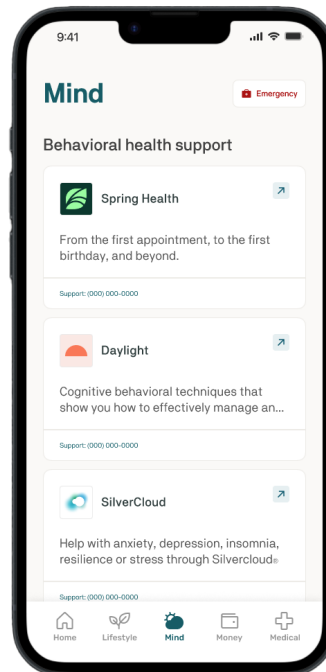 9:41
Mind
Emergency
Behavioral health support
Spring Health
From the first appointment, to the first
birthday, and beyond.
Support: (000) 000-0000
Daylight
Cognitive behavioral techniques that
show you how to effectively manage an...
Support: (000) 000-0000
SilverCloud
Help with anxiety, depression, insomnia,
resilience or stress through Silvercloud®
Support: (000) 000-0000
Home
Lifestyle
Mind
Money
Medical